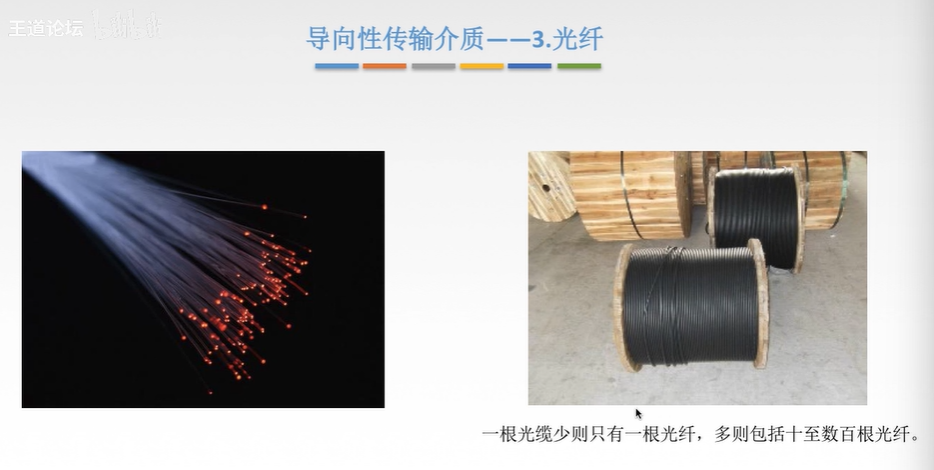 王道论坛
导向性传输介质——3.光纤
一根光缆少则只有一根光纤，多则包括十至数百根光纤。